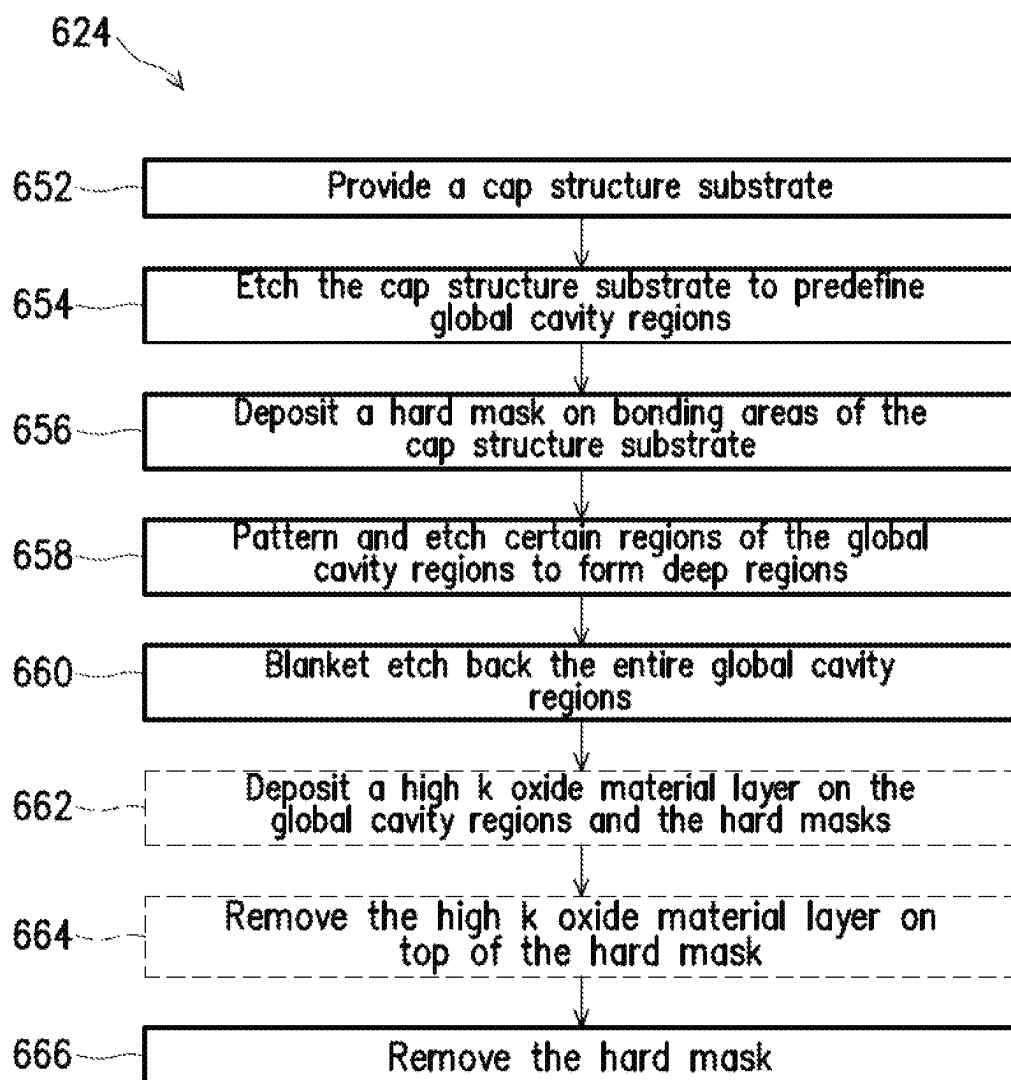 624
652
Provide a cap structure substrate
654
Etch the cap structure substrate to predefine
global cavity regions
656
Deposit a hard mask on bonding areas of the
cap structure substrate
658
Pattern and etch certain regions of the global
cavity regions to form deep regions
660
Blanket etch back the entire global cavity
regions
662
Deposit a high k oxide material layer on the
global cavity regions and the hard masks
664
Remove the high k oxide material layer on
top of the hard mask
666
Remove the hard mask